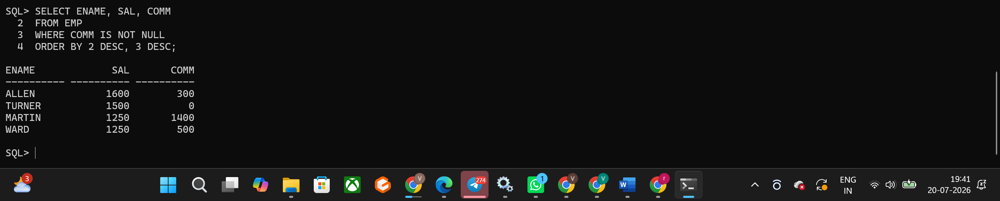 SQL> SELECT ENAME, SAL, COMM
  2  FROM EMP
  3  WHERE COMM IS NOT NULL
  4  ORDER BY 2 DESC, 3 DESC;

ENAME             SAL       COMM
---------- ---------- ----------
ALLEN            1600        300
TURNER           1500          0
MARTIN           1250       1400
WARD             1250        500

SQL>
3
V
274
1
V
V
W
r
ENG
IN
19:41
20-07-2026